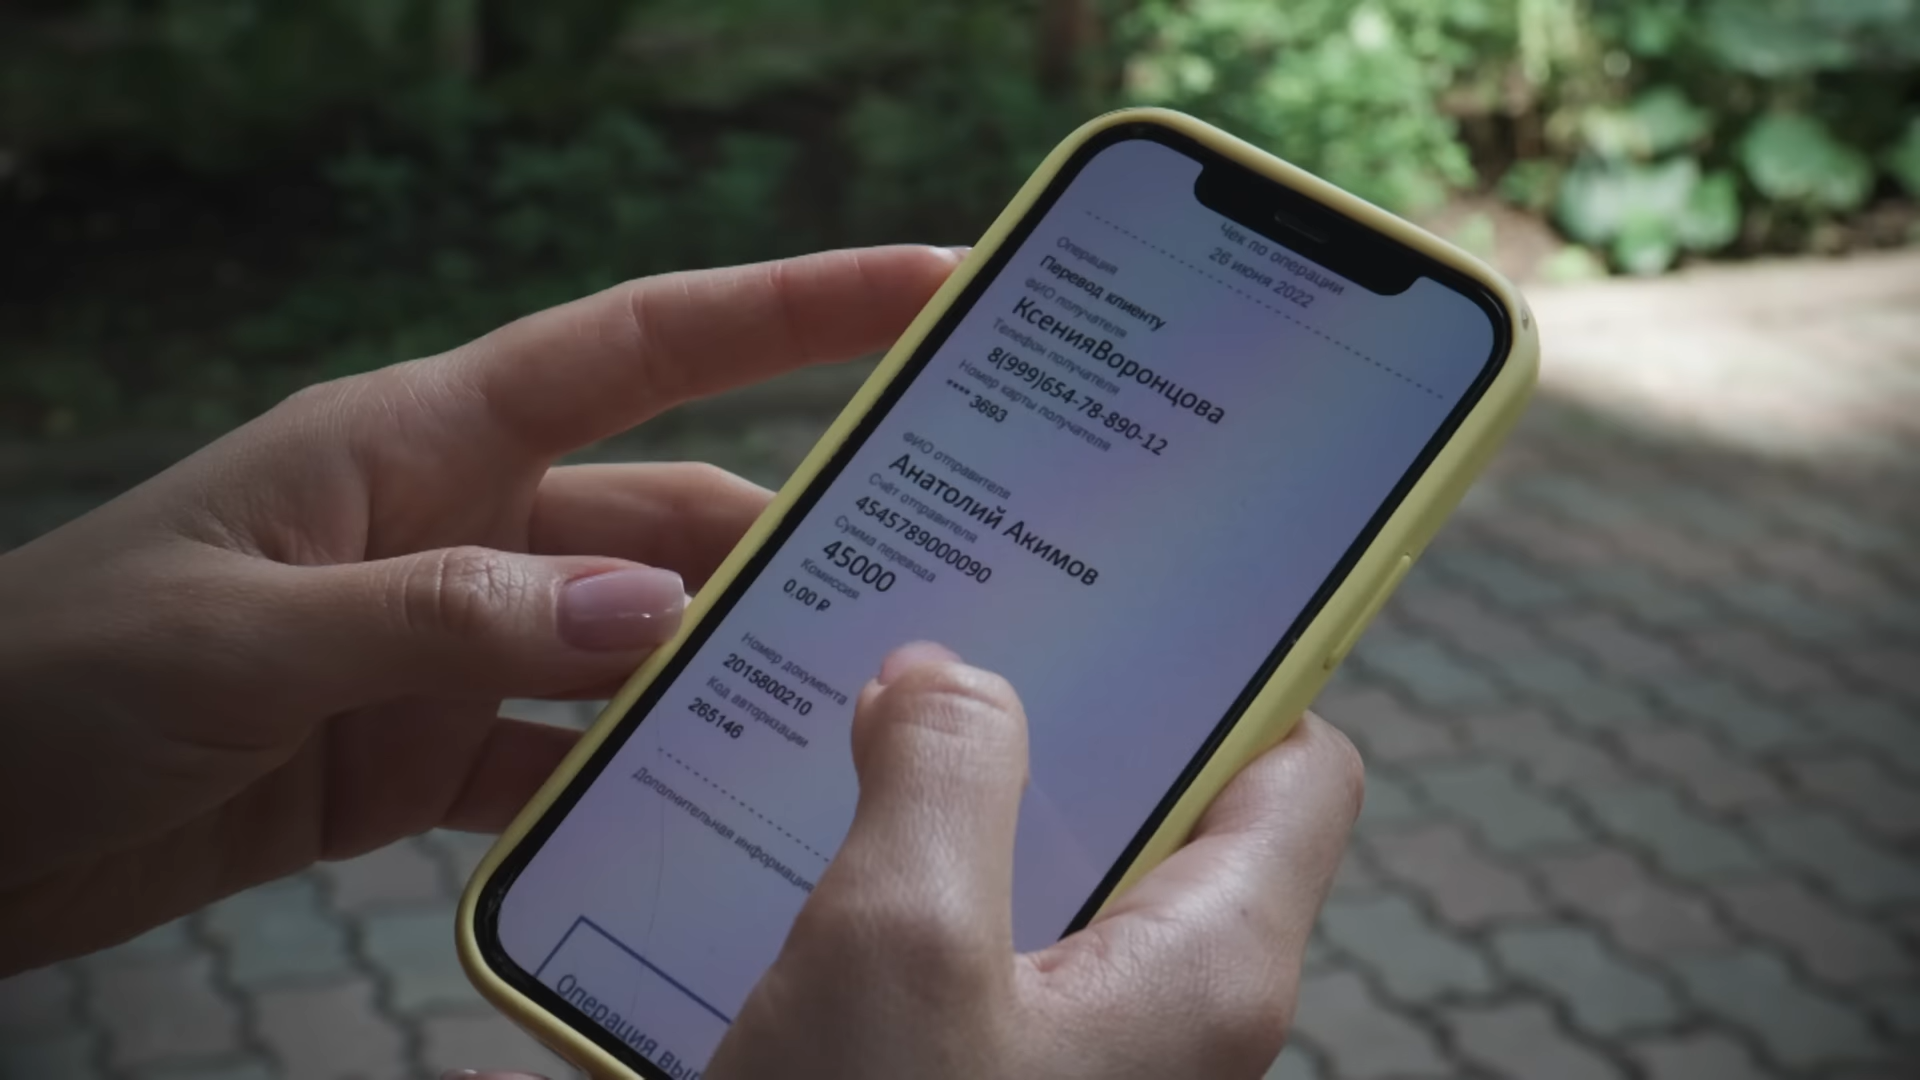 Чек по операции
26 июня 2022
Операция
Перевод клиенту
ФИО получателя
КсенияВоронцова
Телефон получателя
8(999)654-78-890-12
Номер карты получателя
**** 3693
ФИО отправителя
Анатолий Акимов
Счёт отправителя
4545789000090
Сумма перевода
45000
Комиссия
0,00 ₽
Номер документа
2015800210
Код авторизации
265146
Дополнительная информация
Операция вып